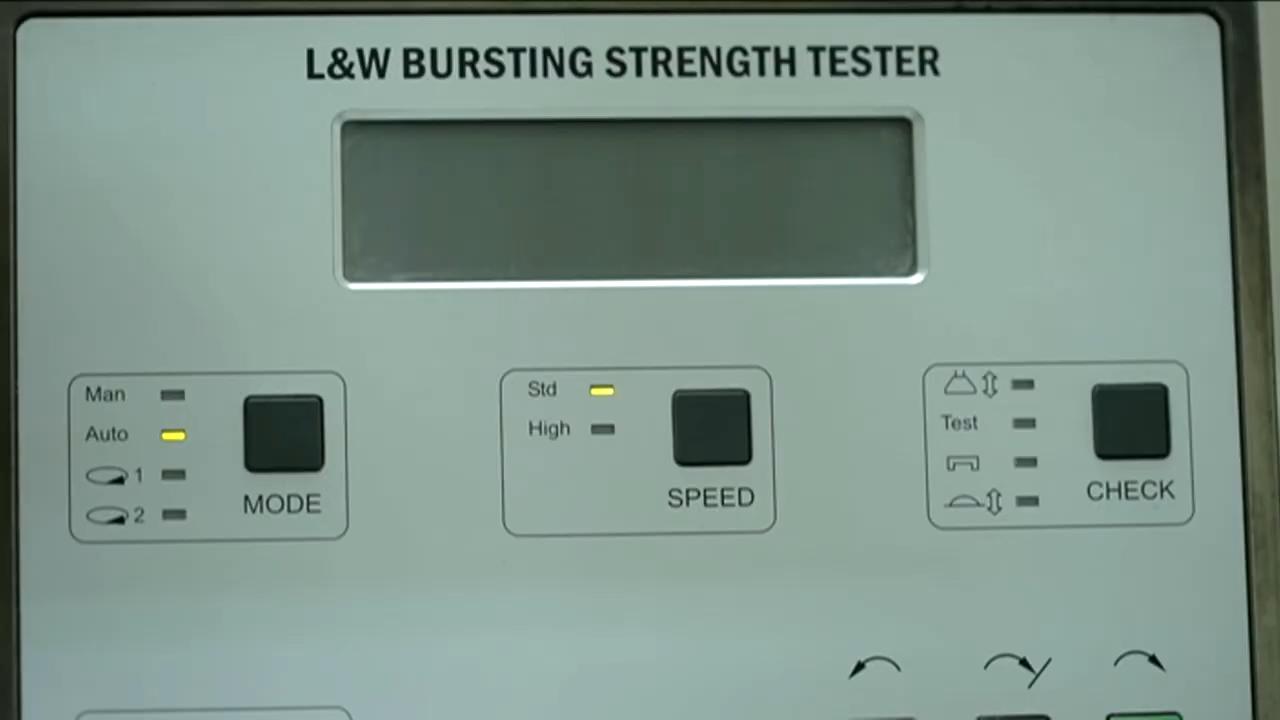 L&W BURSTING STRENGTH TESTER
Man
Auto
1
2
MODE
Std
High
SPEED
Test
CHECK